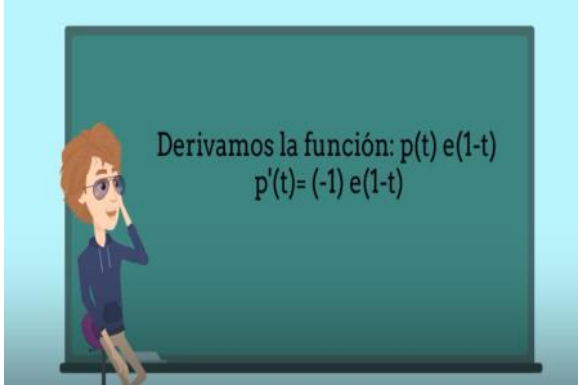 Derivamos la función: p(t) e(1-t)
p'(t)= (-1) e(1-t)